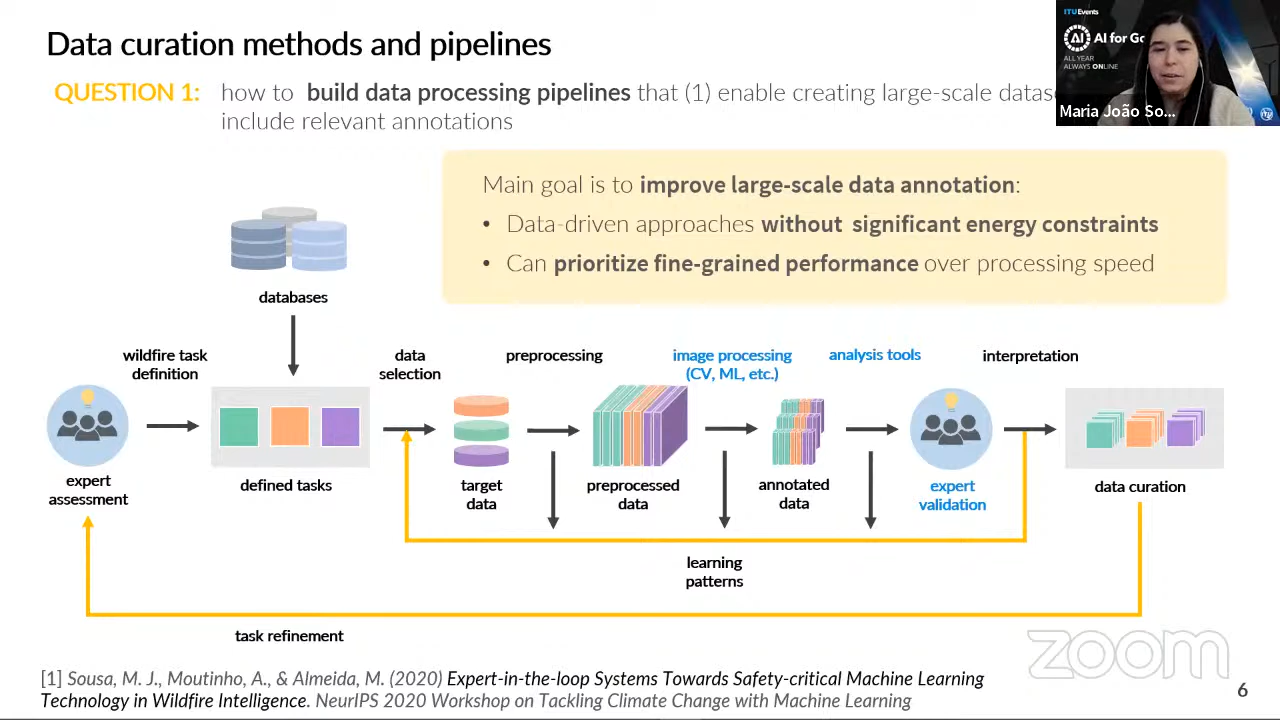 Data curation methods and pipelines
QUESTION 1: how to build data processing pipelines that (1) enable creating large-scale
include relevant annotations
ITUEvents
AI AI for
ALL YEAR
ALWAYS ONLINE
Maria João So...
Main goal is to improve large-scale data annotation:
• Data-driven approaches without significant energy constraints
• Can prioritize fine-grained performance over processing speed
databases
wildfire task
definition
data
selection
preprocessing
image processing
(CV, ML, etc.)
analysis tools
interpretation
expert
assessment
defined tasks
target
data
preprocessed
data
annotated
data
expert
validation
data curation
learning
patterns
task refinement
zoom
[1] Sousa, M. J., Moutinho, A., & Almeida, M. (2020) Expert-in-the-loop Systems Towards Safety-critical Machine Learning
Technology in Wildfire Intelligence. NeurIPS 2020 Workshop on Tackling Climate Change with Machine Learning
6